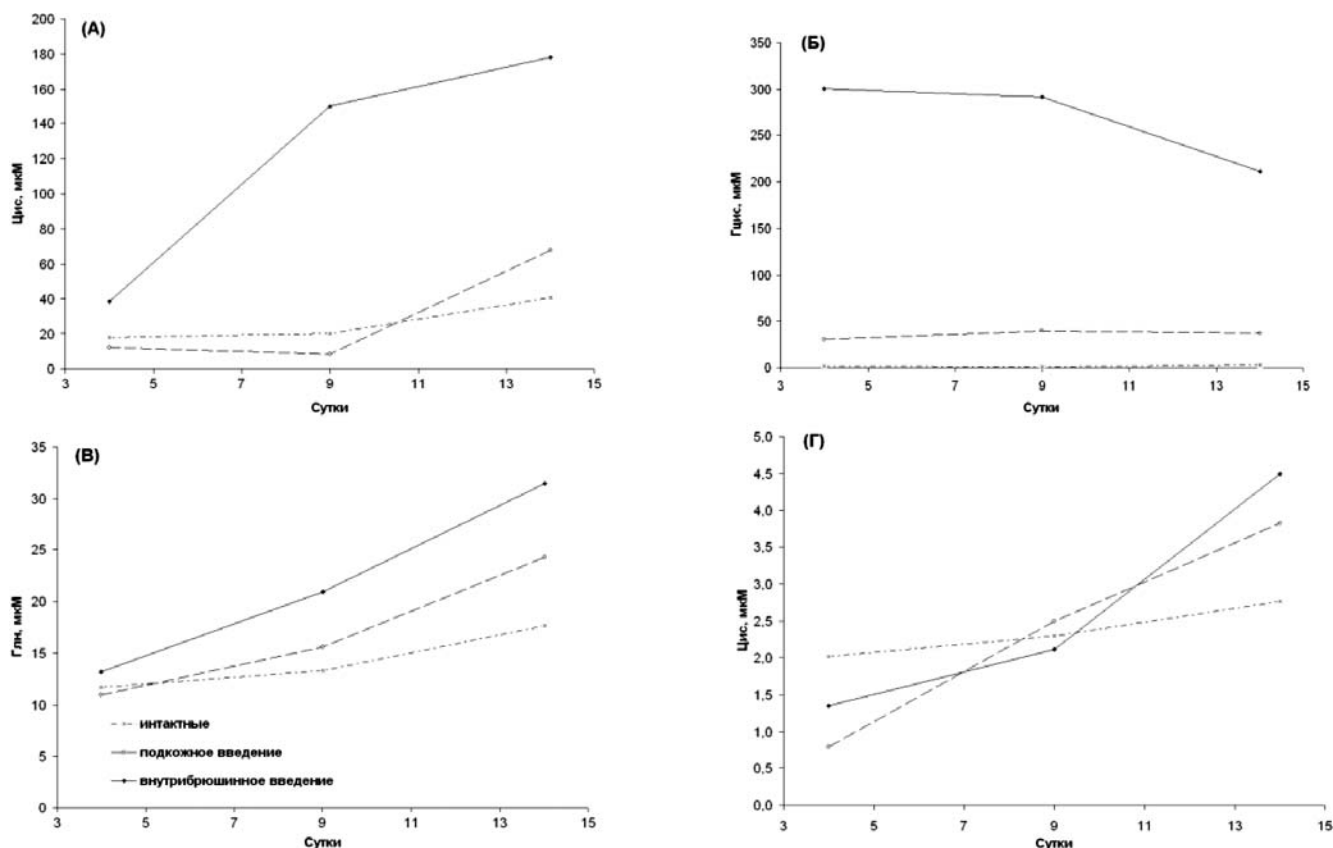 (А)
200
180
160
140
120
100
80
60
40
20
0
Цис, мкМ
3 5 7 9 11 13 15
Сутки
(Б)
350
300
250
200
150
100
50
0
Гцис, мкМ
3 5 7 9 11 13 15
Сутки
(В)
35
30
25
20
15
10
5
0
Глн, мкМ
интактные
подкожное введение
внутрибрюшинное введение
3 5 7 9 11 13 15
Сутки
(Г)
5,0
4,5
4,0
3,5
3,0
2,5
2,0
1,5
1,0
0,5
0,0
Цис, мкМ
3 5 7 9 11 13 15
Сутки